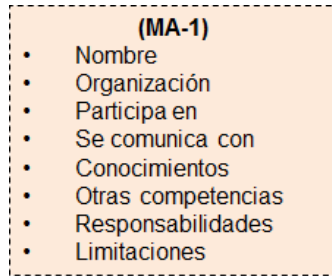 (MA-1)
• Nombre
• Organización
• Participa en
• Se comunica con
• Conocimientos
• Otras competencias
• Responsabilidades
• Limitaciones